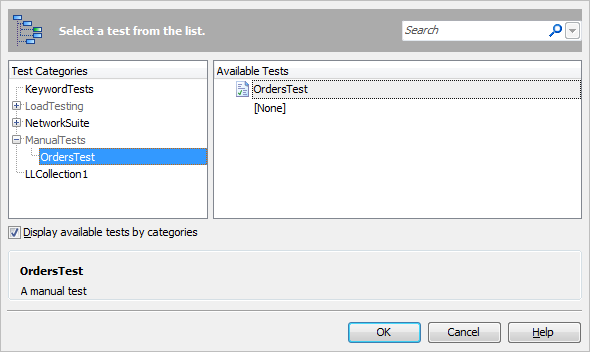 Select a test from the list.
Search
Test Categories
KeywordTests
LoadTesting
NetworkSuite
ManualTests
OrdersTest
LLCollection1
Available Tests
OrdersTest
[None]
Display available tests by categories
OrdersTest
A manual test
OK
Cancel
Help